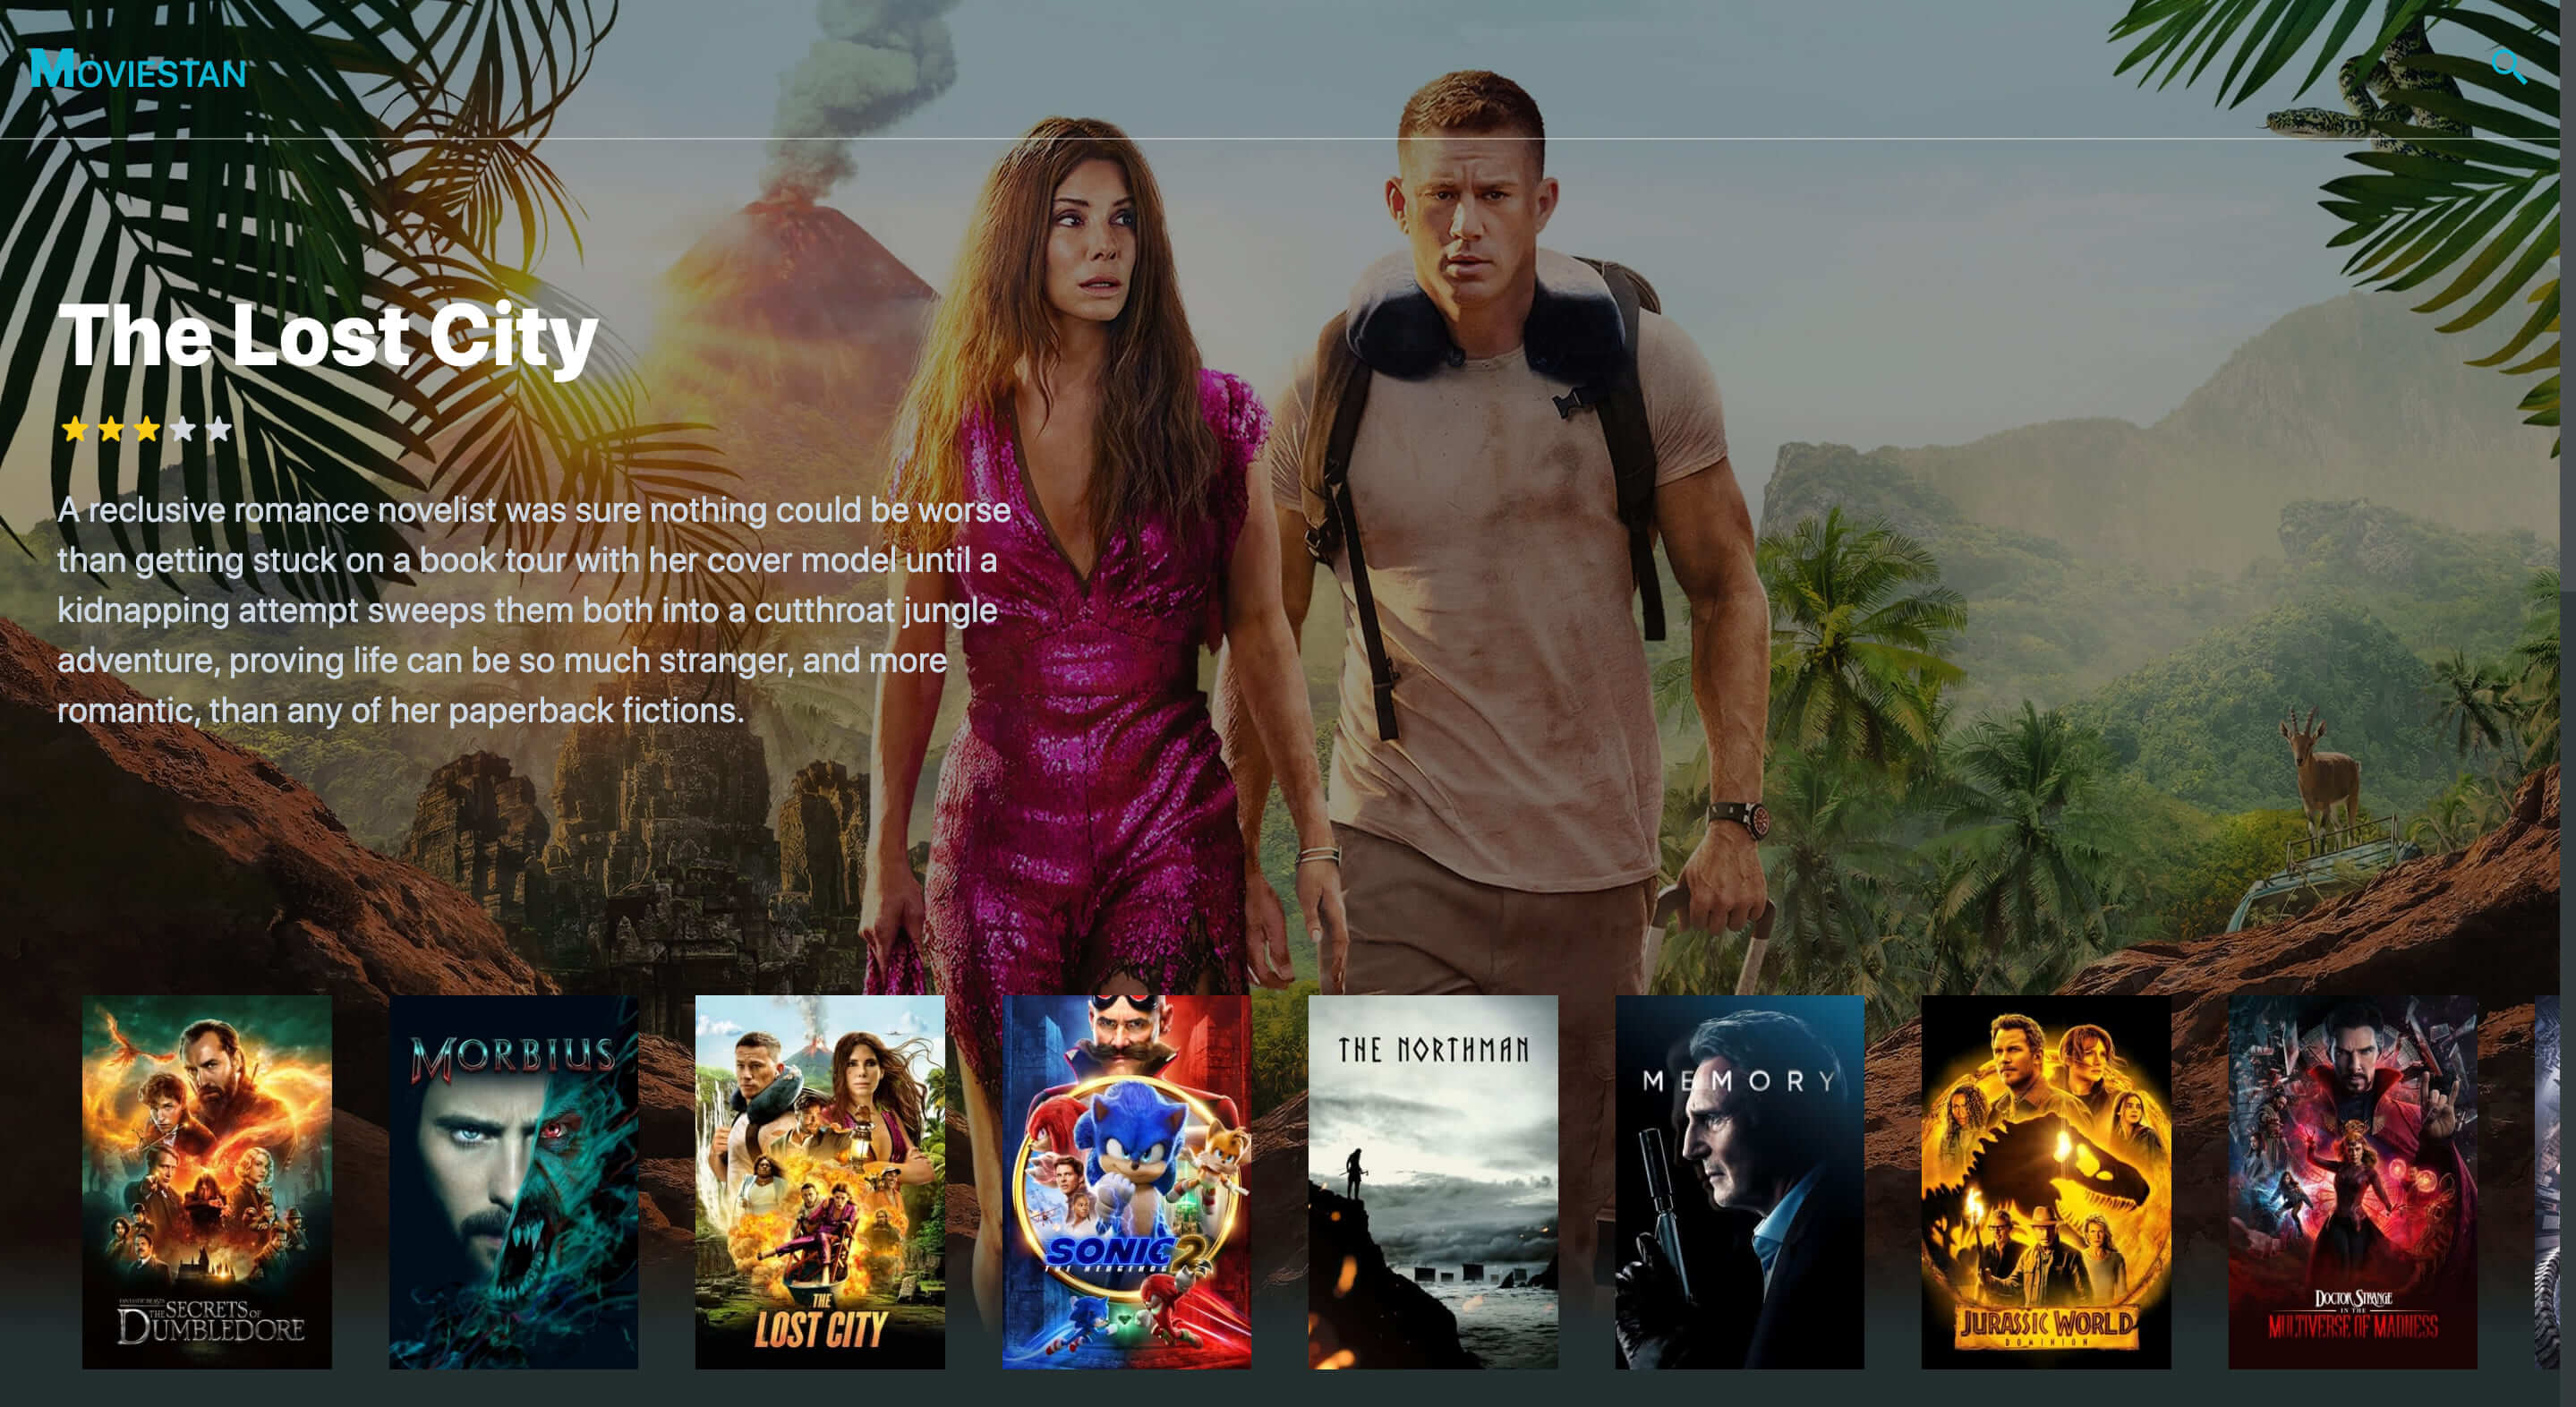 MOVIESTAN
The Lost City
A reclusive romance novelist was sure nothing could be worse
than getting stuck on a book tour with her cover model until a
kidnapping attempt sweeps them both into a cutthroat jungle
adventure, proving life can be so much stranger, and more
romantic, than any of her paperback fictions.
FANTASTIC BEASTS
THE SECRETS OF
DUMBLEDORE
MORBIUS
THE
LOST CITY
SONIC 2
THE HEDGEHOG
THE NORTHMAN
MEMORY
JURASSIC WORLD
DOMINION
DOCTOR STRANGE
IN THE
MULTIVERSE OF MADNESS